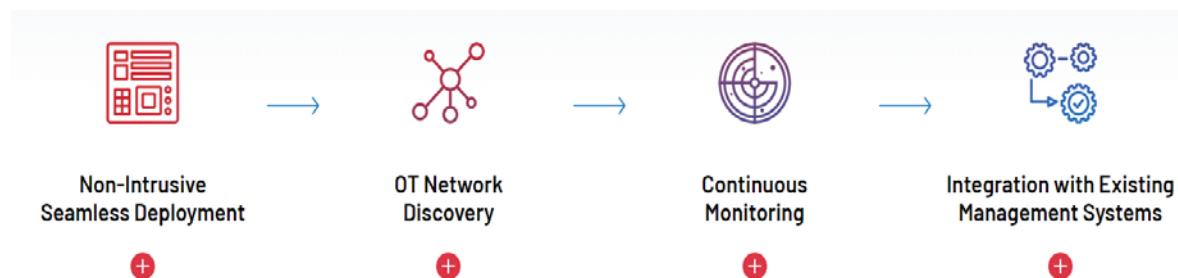 Non-Intrusive
Seamless Deployment
OT Network
Discovery
Continuous
Monitoring
Integration with Existing
Management Systems